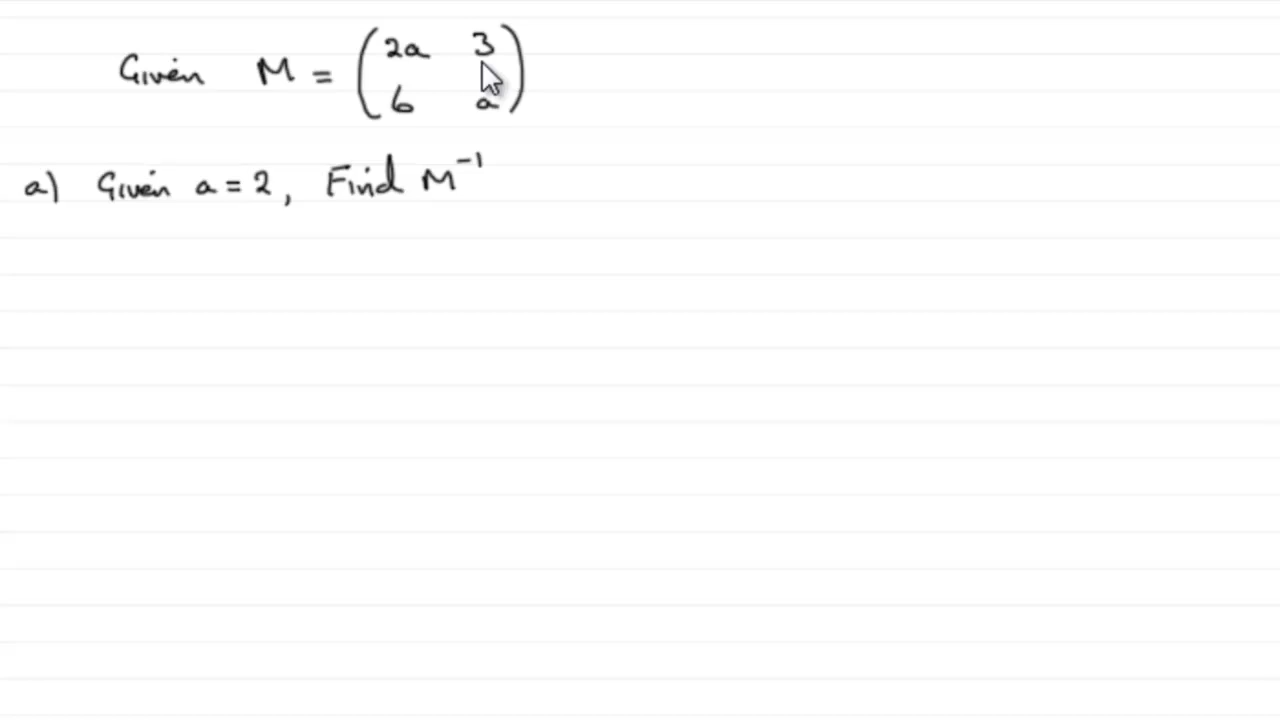 Given M = (2a 3
6 a)
a) Given a = 2, Find M⁻¹